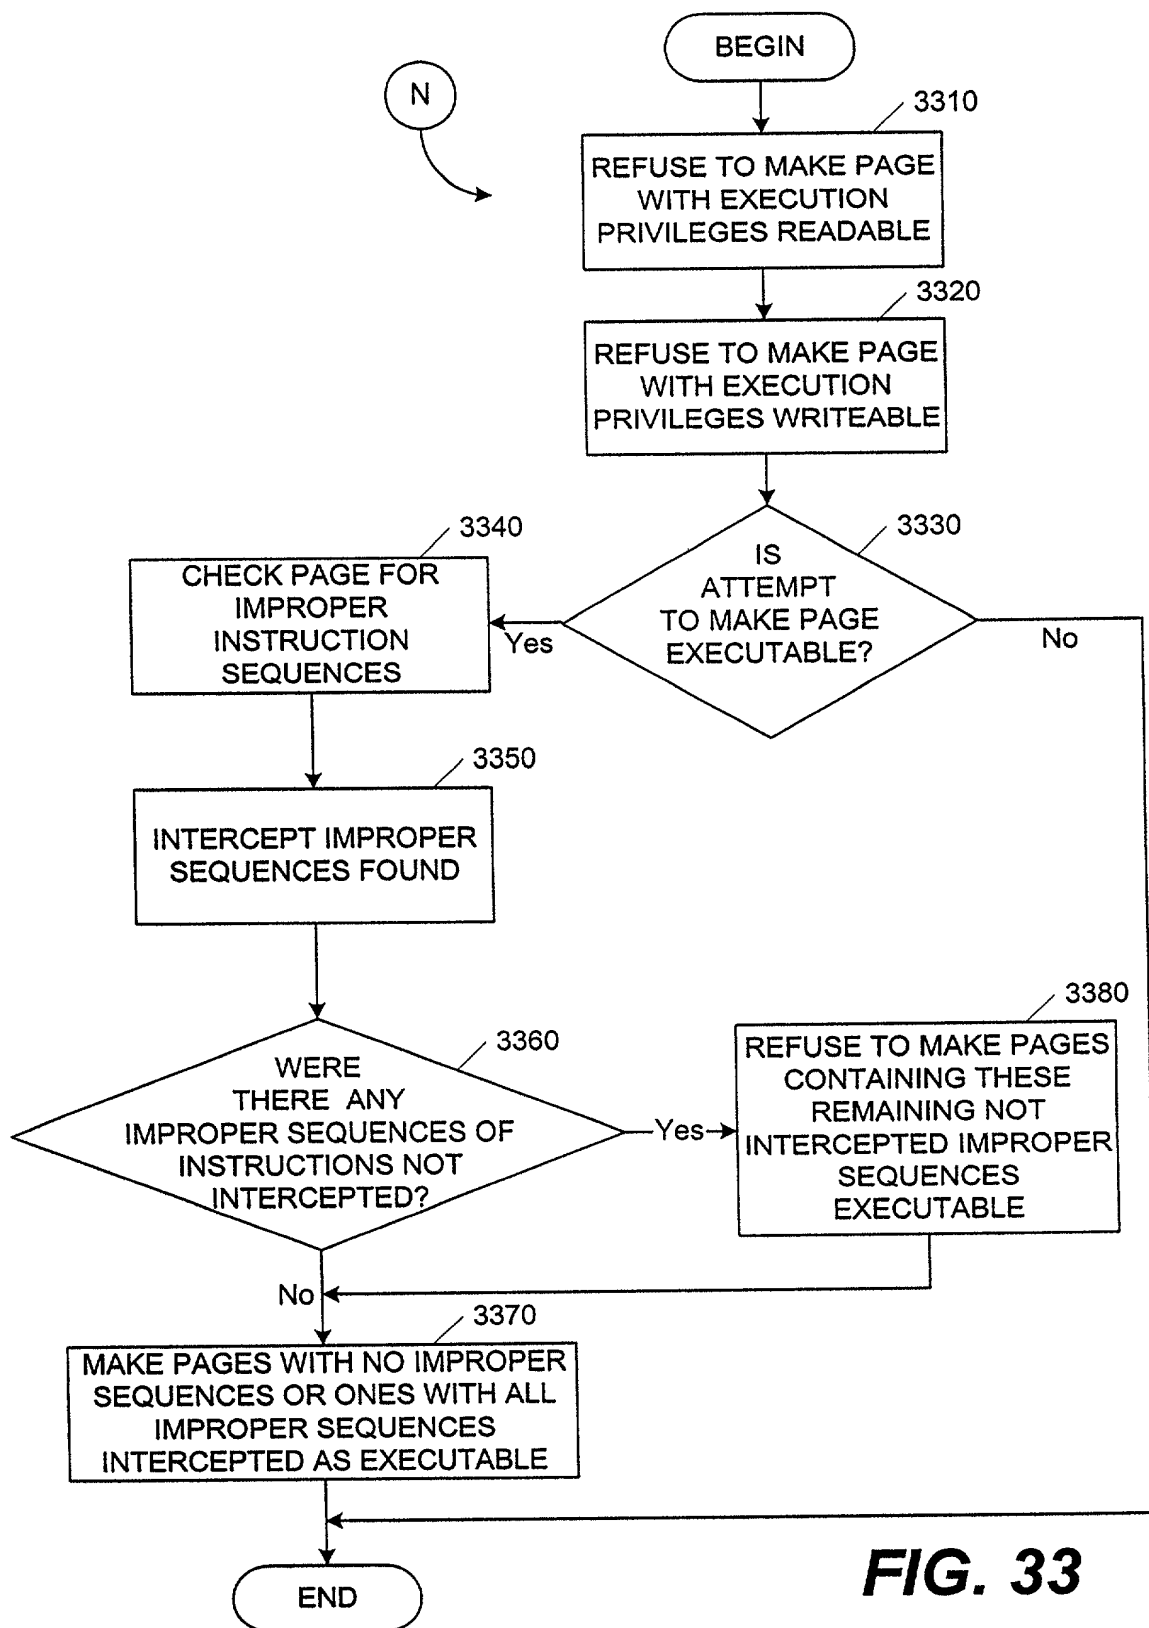 BEGIN
N
3310
REFUSE TO MAKE PAGE
WITH EXECUTION
PRIVILEGES READABLE
3320
REFUSE TO MAKE PAGE
WITH EXECUTION
PRIVILEGES WRITEABLE
3330
IS
ATTEMPT
TO MAKE PAGE
EXECUTABLE?
Yes
No
3340
CHECK PAGE FOR
IMPROPER
INSTRUCTION
SEQUENCES
3350
INTERCEPT IMPROPER
SEQUENCES FOUND
3360
WERE
THERE ANY
IMPROPER SEQUENCES OF
INSTRUCTIONS NOT
INTERCEPTED?
Yes
3380
REFUSE TO MAKE PAGES
CONTAINING THESE
REMAINING NOT
INTERCEPTED IMPROPER
SEQUENCES
EXECUTABLE
No
3370
MAKE PAGES WITH NO IMPROPER
SEQUENCES OR ONES WITH ALL
IMPROPER SEQUENCES
INTERCEPTED AS EXECUTABLE
END
FIG. 33